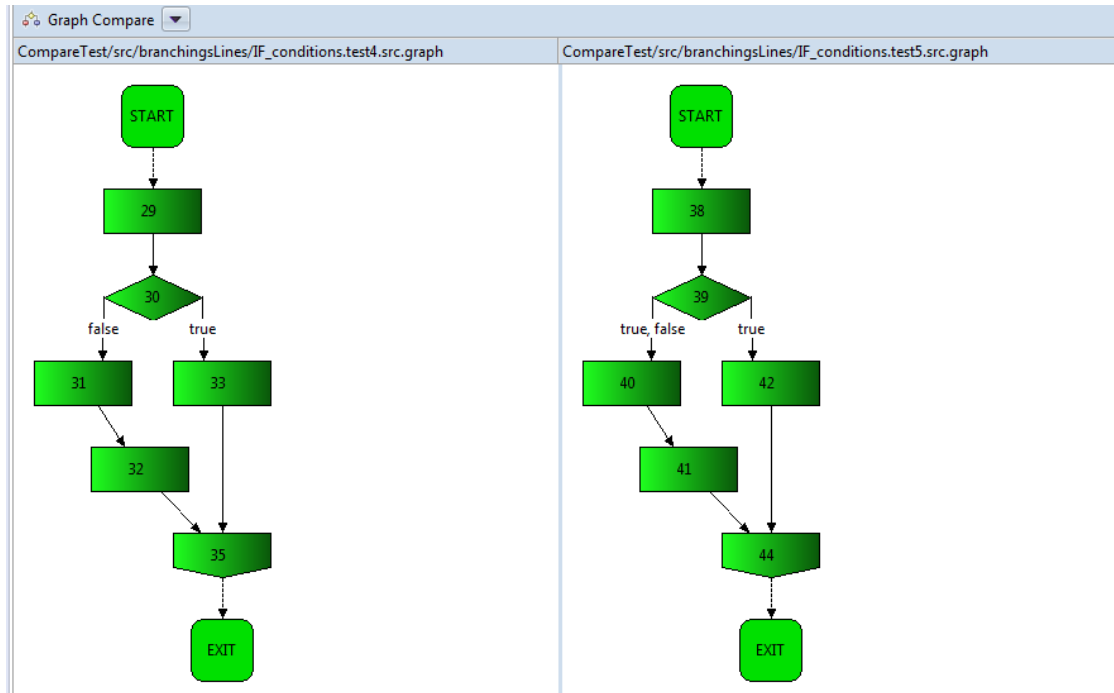 Graph Compare
CompareTest/src/branchingsLines/IF_conditions.test4.src.graph
START
29
30
false
true
31
33
32
35
EXIT
CompareTest/src/branchingsLines/IF_conditions.test5.src.graph
START
38
39
true, false
true
40
42
41
44
EXIT